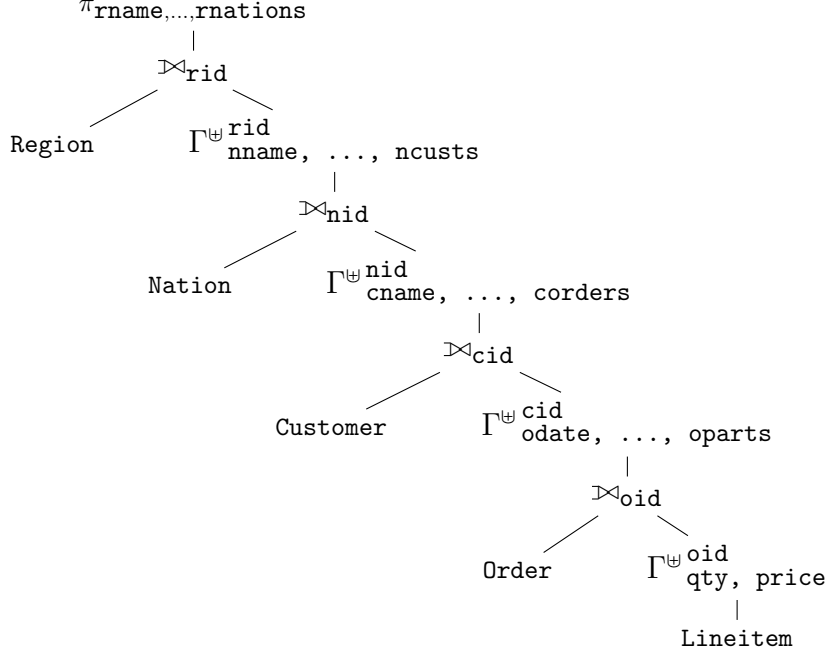 π rname,...,rnations
⟕ rid
Region
Γ⊎ rid
nname, ..., ncusts
⟕ nid
Nation
Γ⊎ nid
cname, ..., corders
⟕ cid
Customer
Γ⊎ cid
odate, ..., oparts
⟕ oid
Order
Γ⊎ oid
qty, price
Lineitem